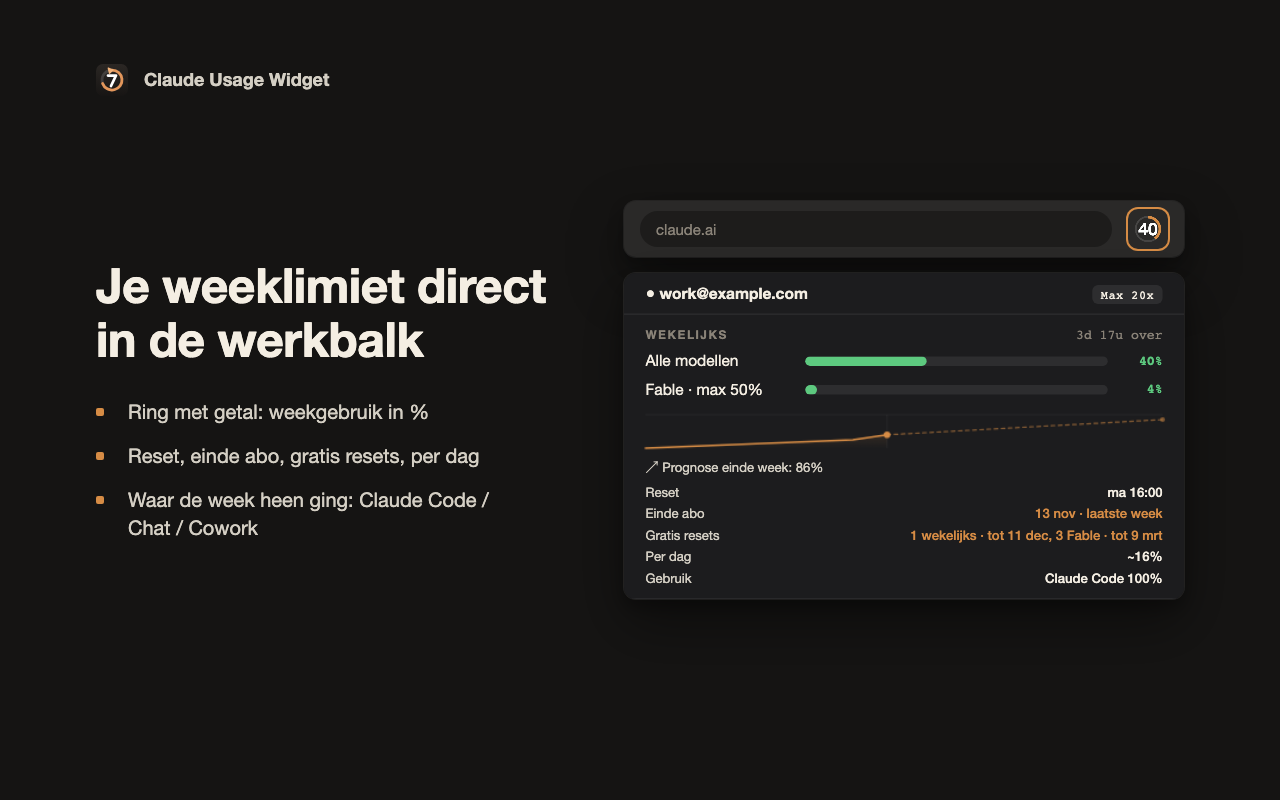 7
Claude Usage Widget
Je weeklimiet direct
in de werkbalk
Ring met getal: weekgebruik in %
Reset, einde abo, gratis resets, per dag
Waar de week heen ging: Claude Code /
Chat / Cowork
claude.ai
40
● work@example.com
Max 20x
WEKELIJKS
3d 17u over
Alle modellen
40%
Fable · max 50%
4%
↗ Prognose einde week: 86%
Reset
ma 16:00
Einde abo
13 nov · laatste week
Gratis resets
1 wekelijks · tot 11 dec, 3 Fable · tot 9 mrt
Per dag
~16%
Gebruik
Claude Code 100%